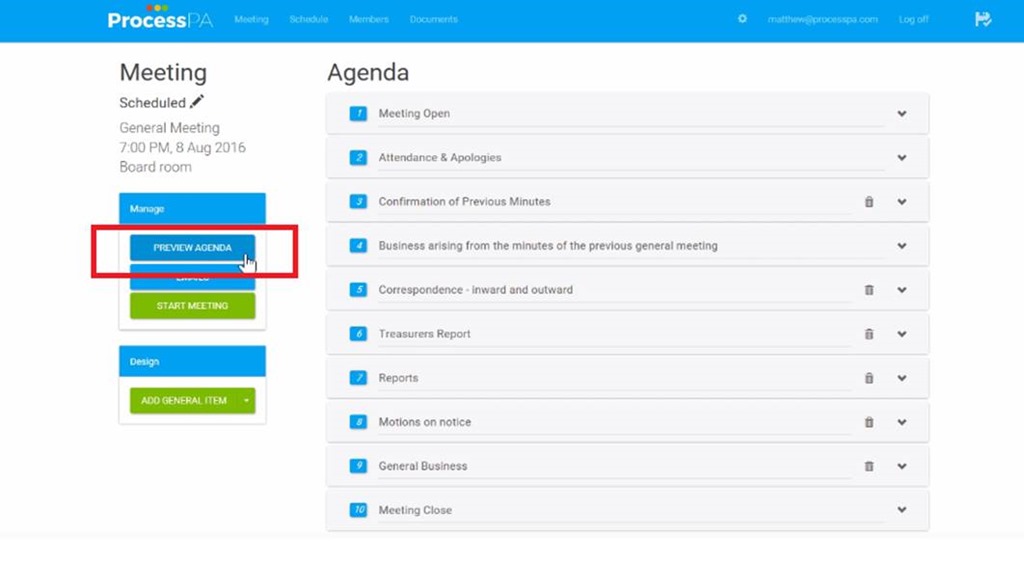 ProcessPA
Meeting Schedule Members Documents
matthew@processpa.com Log off
Meeting
Scheduled
General Meeting
7:00 PM, 8 Aug 2016
Board room
Manage
PREVIEW AGENDA
START MEETING
Design
ADD GENERAL ITEM
Agenda
1 Meeting Open
2 Attendance & Apologies
3 Confirmation of Previous Minutes
4 Business arising from the minutes of the previous general meeting
5 Correspondence - inward and outward
6 Treasurers Report
7 Reports
8 Motions on notice
9 General Business
10 Meeting Close